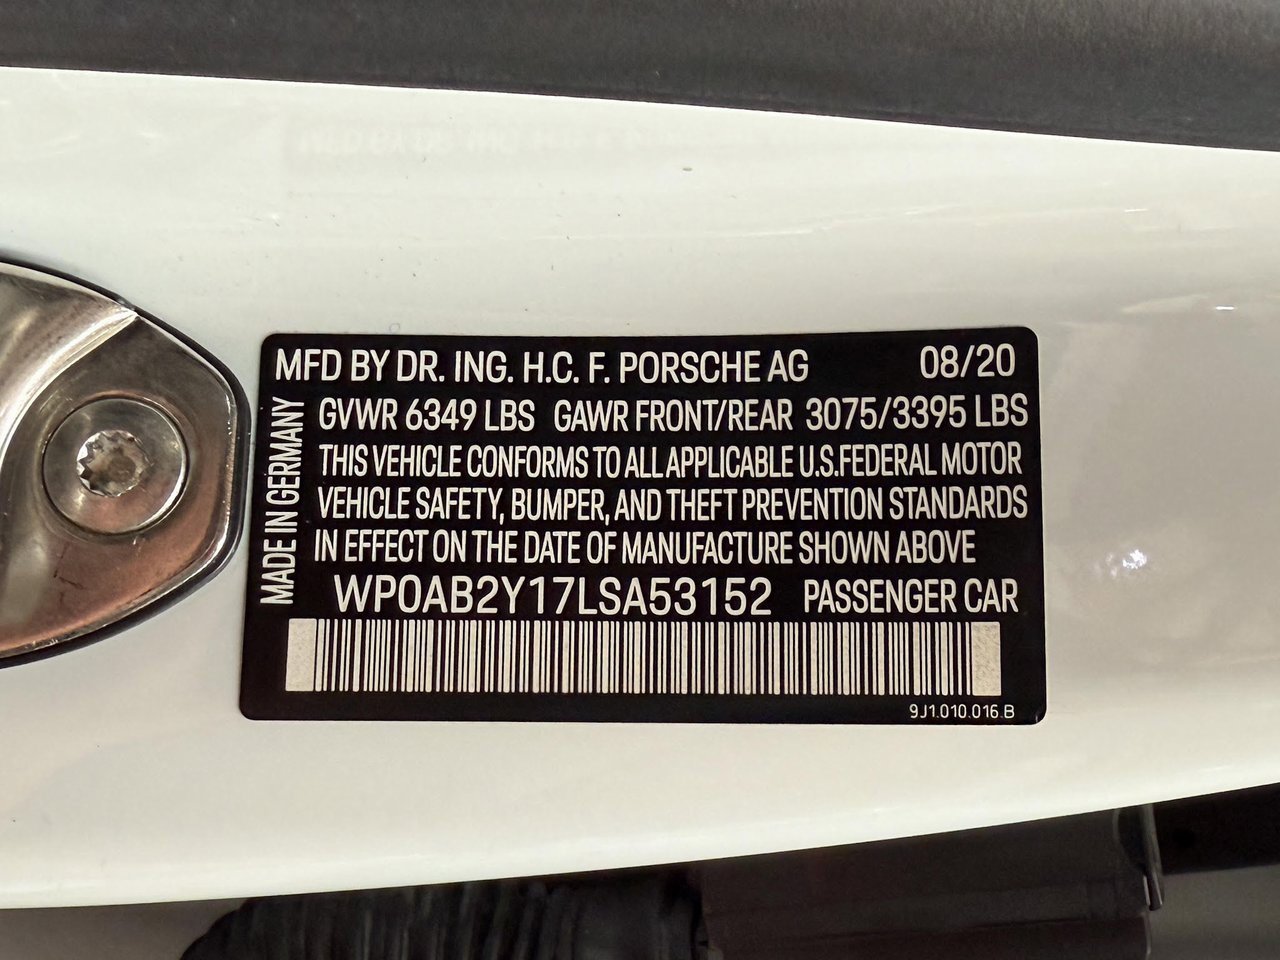 MFD BY DR. ING. H.C. F. PORSCHE AG 08/20
GVWR 6349 LBS GAWR FRONT/REAR 3075/3395 LBS
THIS VEHICLE CONFORMS TO ALL APPLICABLE U.S.FEDERAL MOTOR
VEHICLE SAFETY, BUMPER, AND THEFT PREVENTION STANDARDS
IN EFFECT ON THE DATE OF MANUFACTURE SHOWN ABOVE
WP0AB2Y17LSA53152 PASSENGER CAR
MADE IN GERMANY
9J1.010.016.B